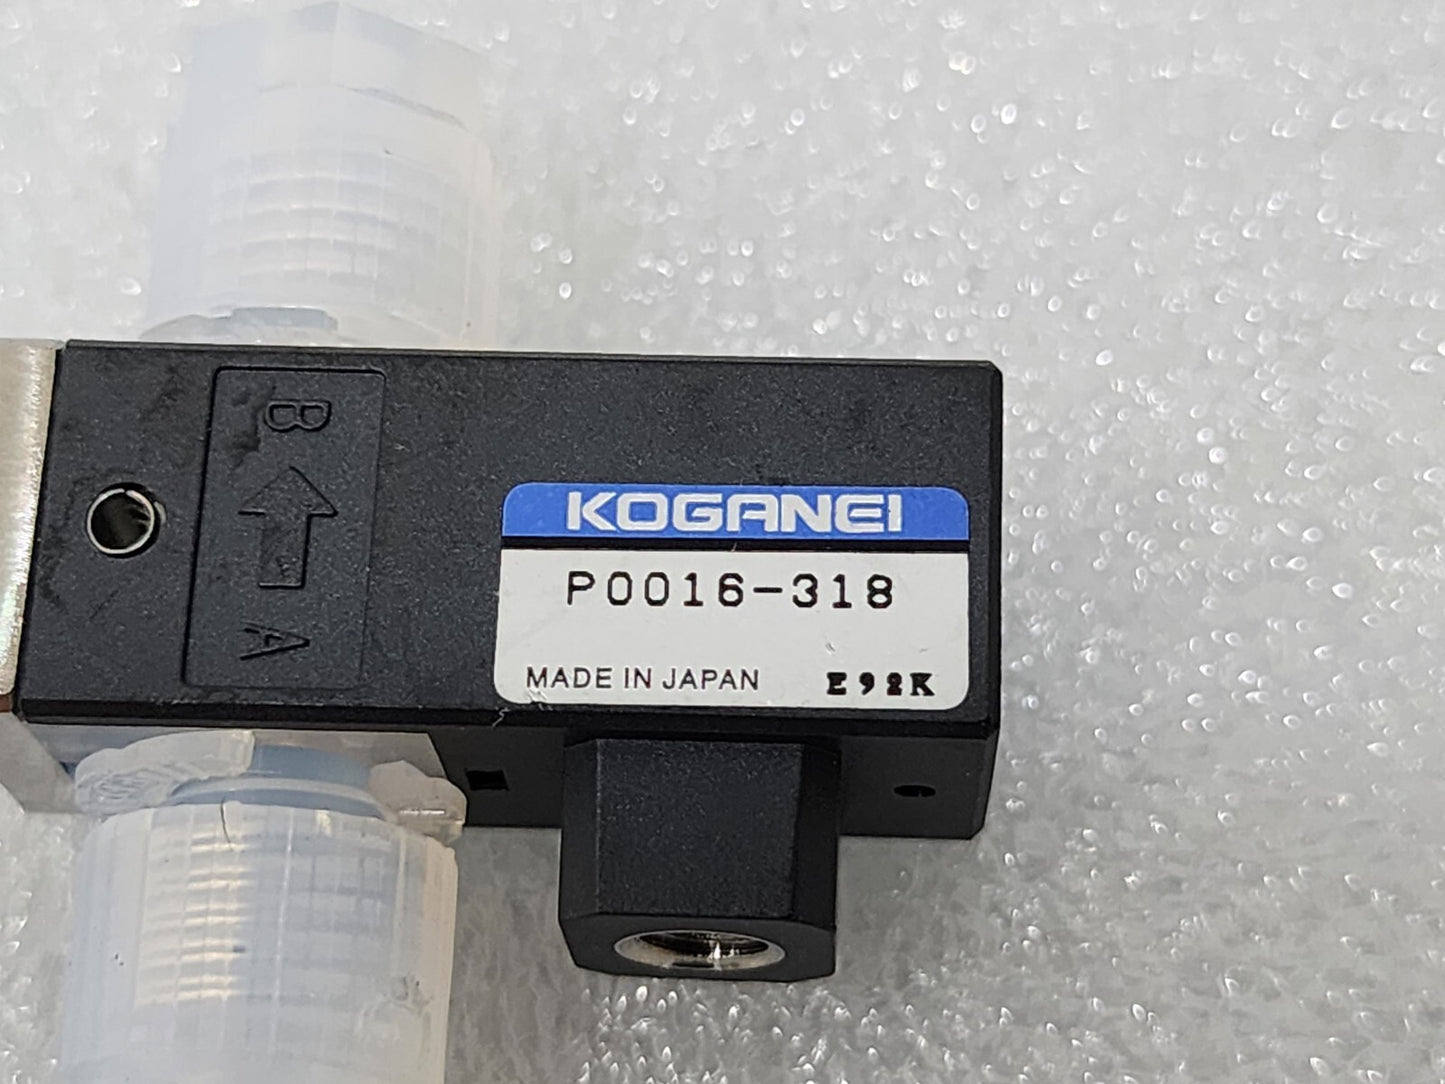 B
A
KOGANEI
P0016-318
MADE IN JAPAN E92K